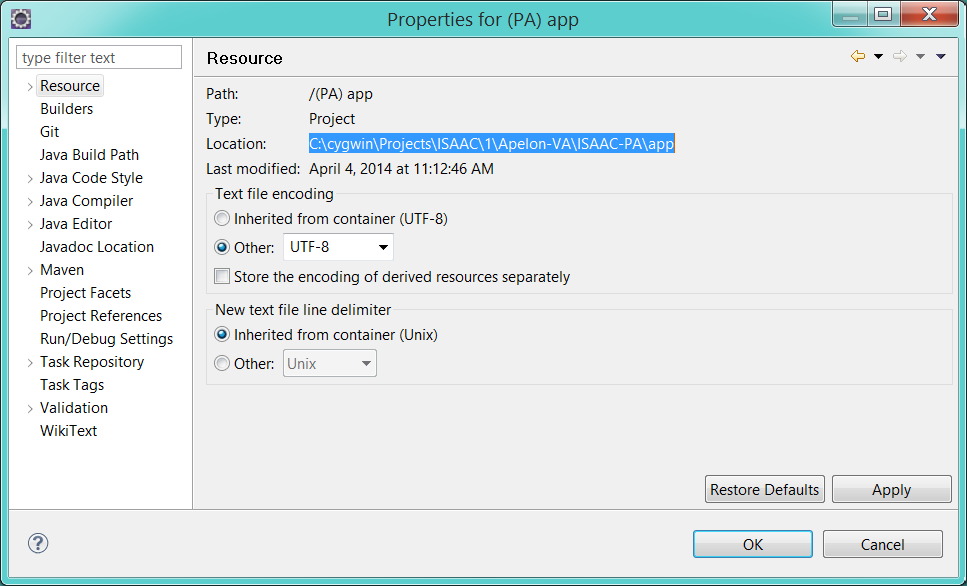 Properties for (PA) app
type filter text
Resource
Builders
Git
Java Build Path
Java Code Style
Java Compiler
Java Editor
Javadoc Location
Maven
Project Facets
Project References
Run/Debug Settings
Task Repository
Task Tags
Validation
WikiText
Resource
Path: /(PA) app
Type: Project
Location: C:\cygwin\Projects\ISAAC\1\Apelon-VA\ISAAC-PA\app
Last modified: April 4, 2014 at 11:12:46 AM
Text file encoding
Inherited from container (UTF-8)
Other: UTF-8
Store the encoding of derived resources separately
New text file line delimiter
Inherited from container (Unix)
Other: Unix
Restore Defaults Apply
? OK Cancel